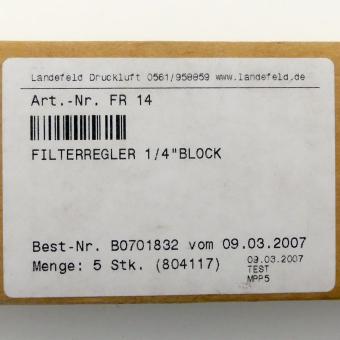 Landefeld Druckluft 0561/958859 www.landefeld.de
Art.-Nr. FR 14
FILTERREGLER 1/4"BLOCK
Best-Nr. B0701832 vom 09.03.2007
Menge: 5 Stk. (804117)
09.03.2007
TEST
MPP5